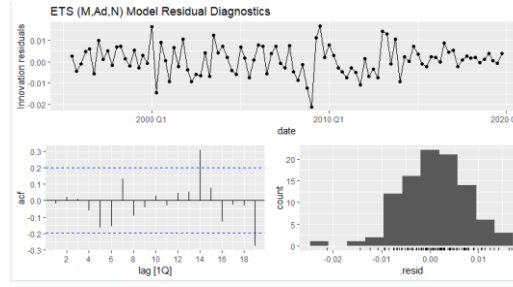 ETS (M,Ad,N) Model Residual Diagnostics
Innovation residuals
0.01
0.00
-0.01
-0.02
2000 Q1
2010 Q1
2020 Q
date
acf
0.3
0.2
0.1
0.0
-0.1
-0.2
-0.3
2 4 6 8 10 12 14 16 18
lag [1Q]
count
20
15
10
5
0
-0.02 -0.01 0.00 0.01
.resid